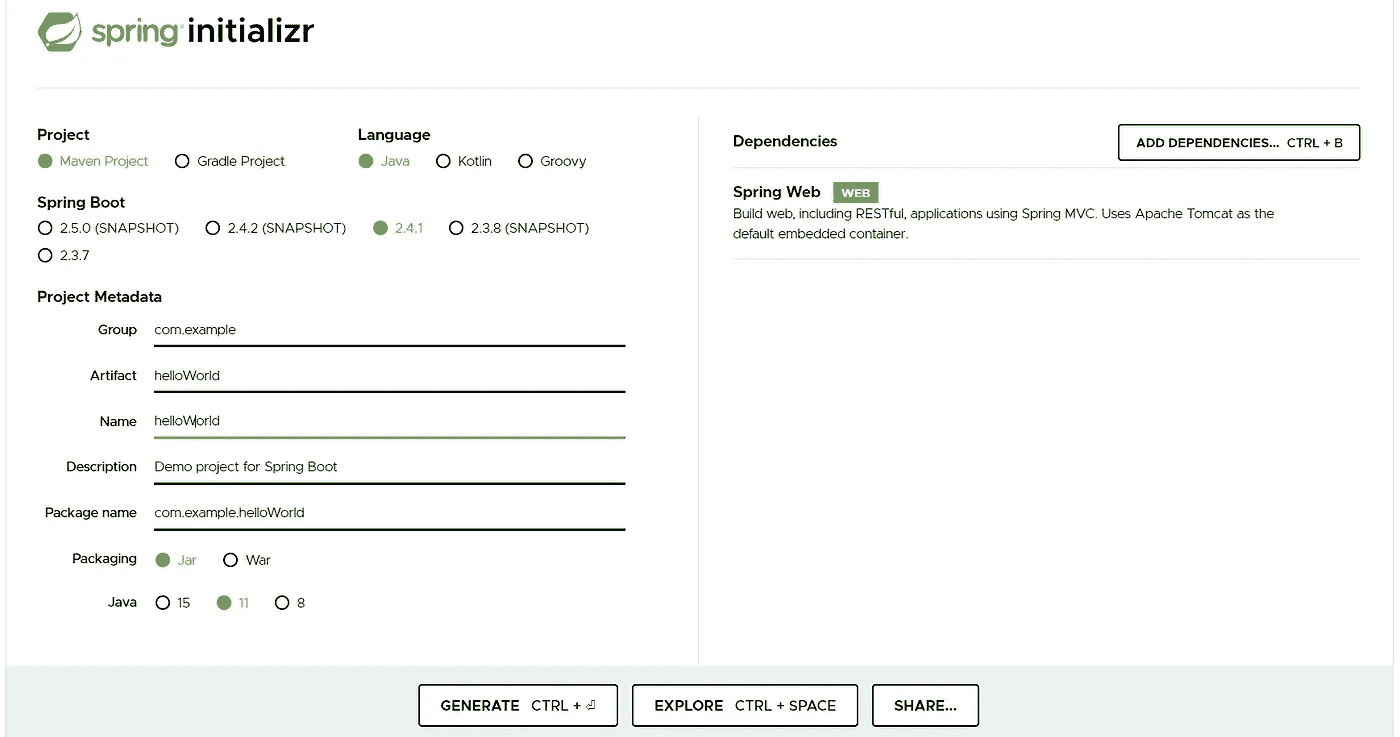 spring initializr
Project
Maven Project Gradle Project
Language
Java Kotlin Groovy
Spring Boot
2.5.0 (SNAPSHOT) 2.4.2 (SNAPSHOT) 2.4.1 2.3.8 (SNAPSHOT)
2.3.7
Project Metadata
Group com.example
Artifact helloWorld
Name helloWorld
Description Demo project for Spring Boot
Package name com.example.helloWorld
Packaging Jar War
Java 15 11 8
Dependencies
ADD DEPENDENCIES... CTRL + B
Spring Web WEB
Build web, including RESTful, applications using Spring MVC. Uses Apache Tomcat as the
default embedded container.
GENERATE CTRL + ⏎
EXPLORE CTRL + SPACE
SHARE...